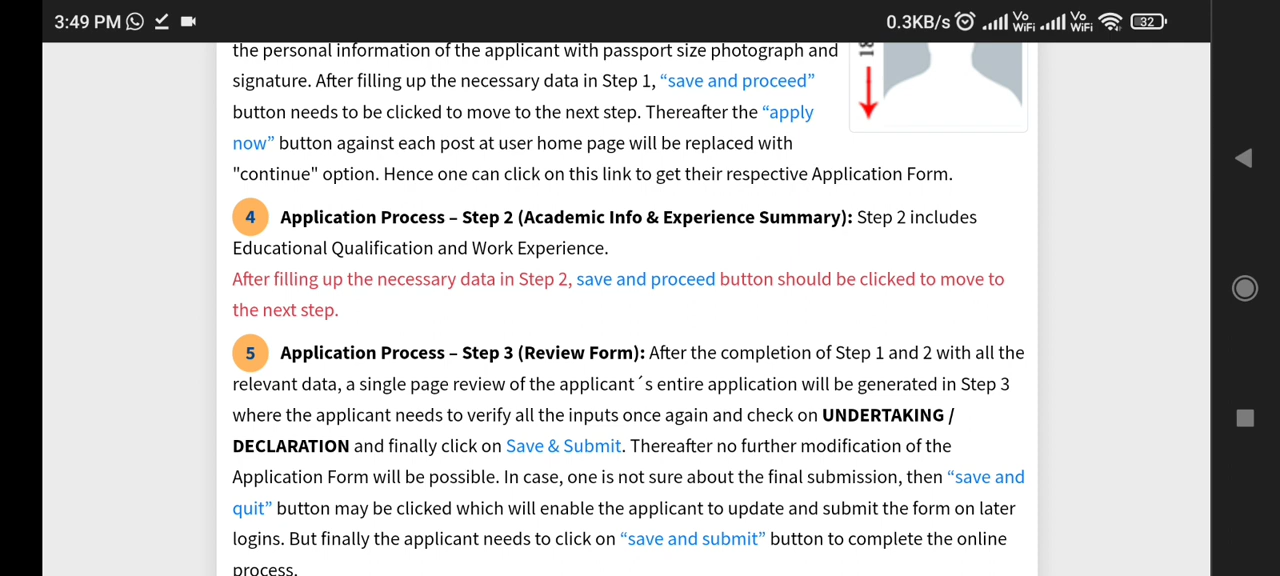 3:49 PM
0.3KB/s Vo WiFi Vo WiFi 32
the personal information of the applicant with passport size photograph and
signature. After filling up the necessary data in Step 1, “save and proceed”
button needs to be clicked to move to the next step. Thereafter the “apply
now” button against each post at user home page will be replaced with
"continue" option. Hence one can click on this link to get their respective Application Form.
4 Application Process – Step 2 (Academic Info & Experience Summary): Step 2 includes
Educational Qualification and Work Experience.
After filling up the necessary data in Step 2, save and proceed button should be clicked to move to
the next step.
5 Application Process – Step 3 (Review Form): After the completion of Step 1 and 2 with all the
relevant data, a single page review of the applicant´s entire application will be generated in Step 3
where the applicant needs to verify all the inputs once again and check on UNDERTAKING /
DECLARATION and finally click on Save & Submit. Thereafter no further modification of the
Application Form will be possible. In case, one is not sure about the final submission, then “save and
quit” button may be clicked which will enable the applicant to update and submit the form on later
logins. But finally the applicant needs to click on “save and submit” button to complete the online
process.